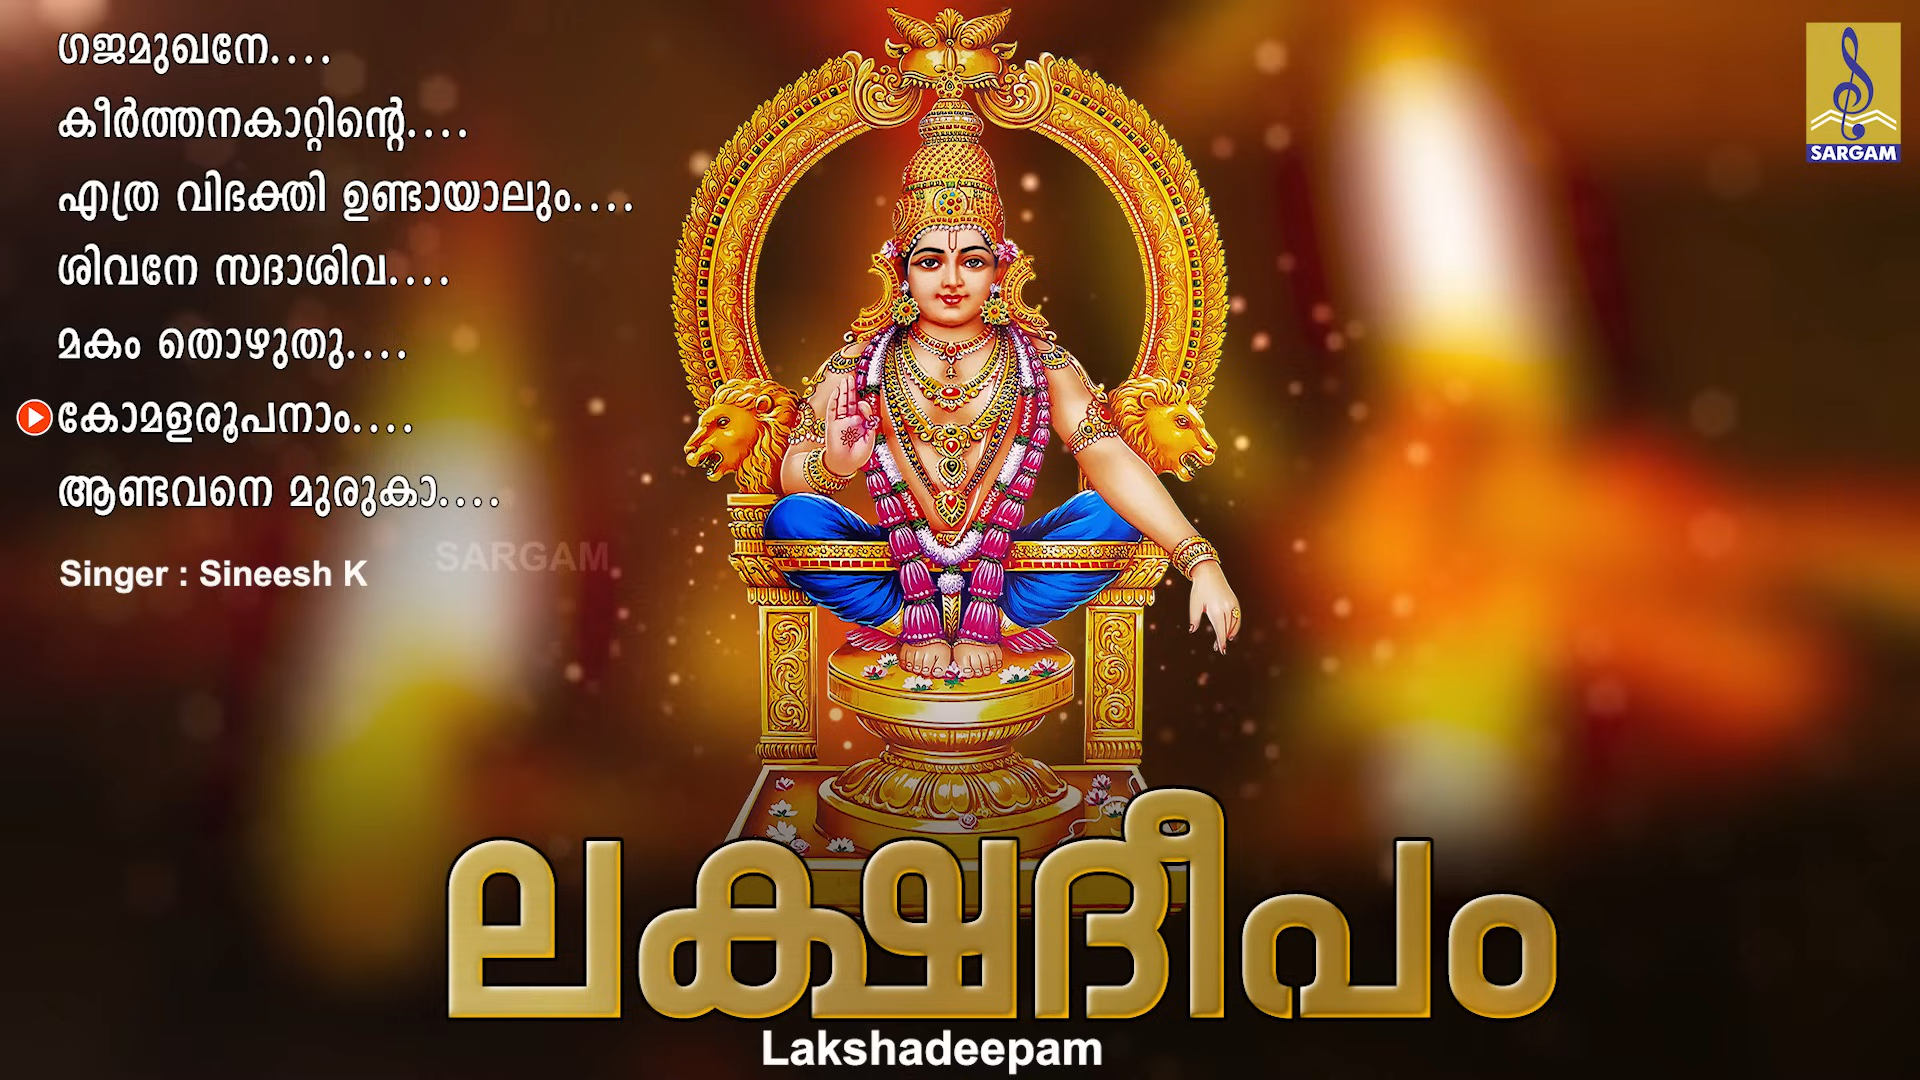 ഗജമുഖനേ....
കീർത്തനകാറ്റിന്റെ....
എത്ര വിഭക്തി ഉണ്ടായാലും....
ശിവനേ സദാശിവ....
മകം തൊഴുതു....
കോമളരൂപനാം....
ആണ്ടവനെ മുരുകാ....
Singer : Sineesh K
SARGAM
SARGAM
ലക്ഷദീപം
Lakshadeepam